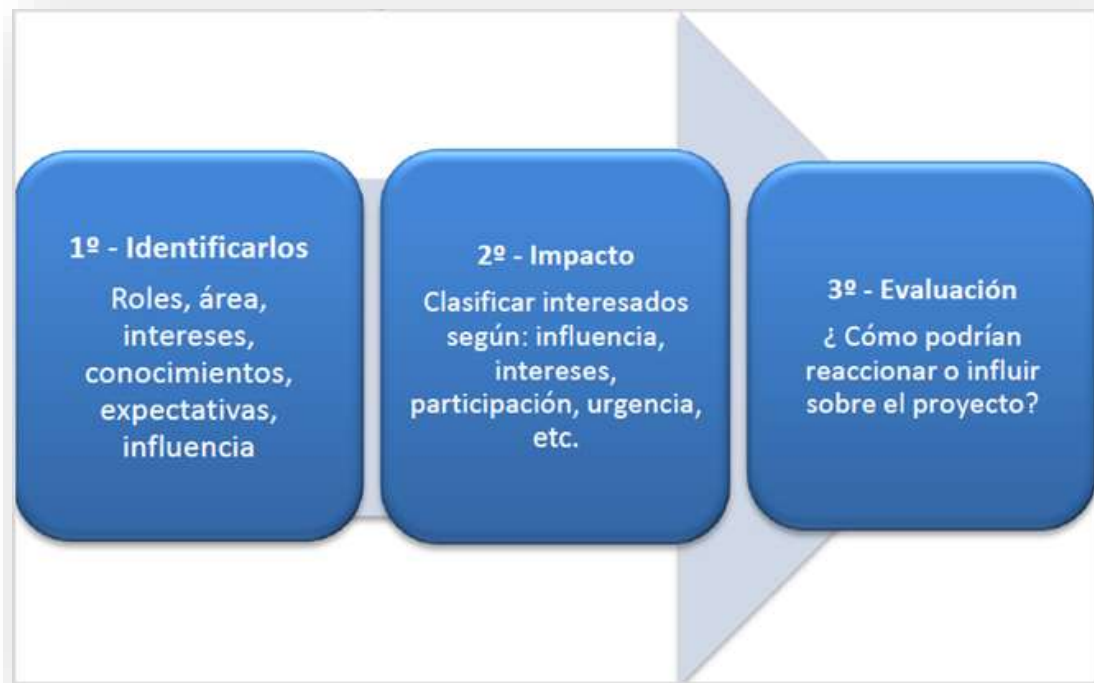 1º - Identificarlos
Roles, área,
intereses,
conocimientos,
expectativas,
influencia
2º - Impacto
Clasificar interesados
según: influencia,
intereses,
participación, urgencia,
etc.
3º - Evaluación
¿ Cómo podrían
reaccionar o influir
sobre el proyecto?